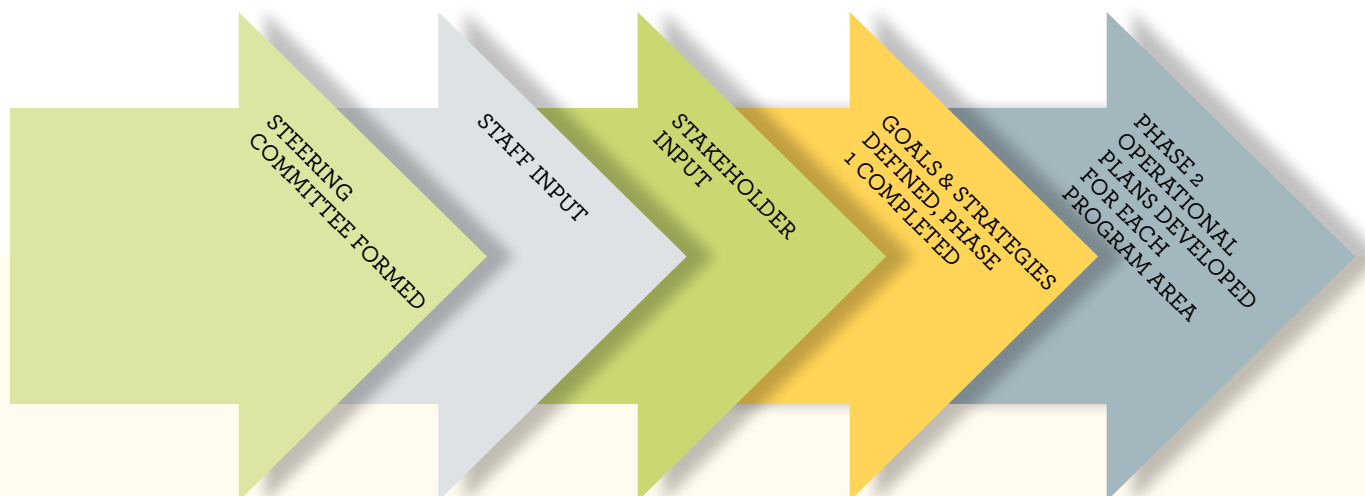 STEERING
COMMITTEE FORMED
STAFF INPUT
STAKEHOLDER
INPUT
GOALS & STRATEGIES
DEFINED, PHASE
1 COMPLETED
PHASE 2
OPERATIONAL
PLANS DEVELOPED
FOR EACH
PROGRAM AREA